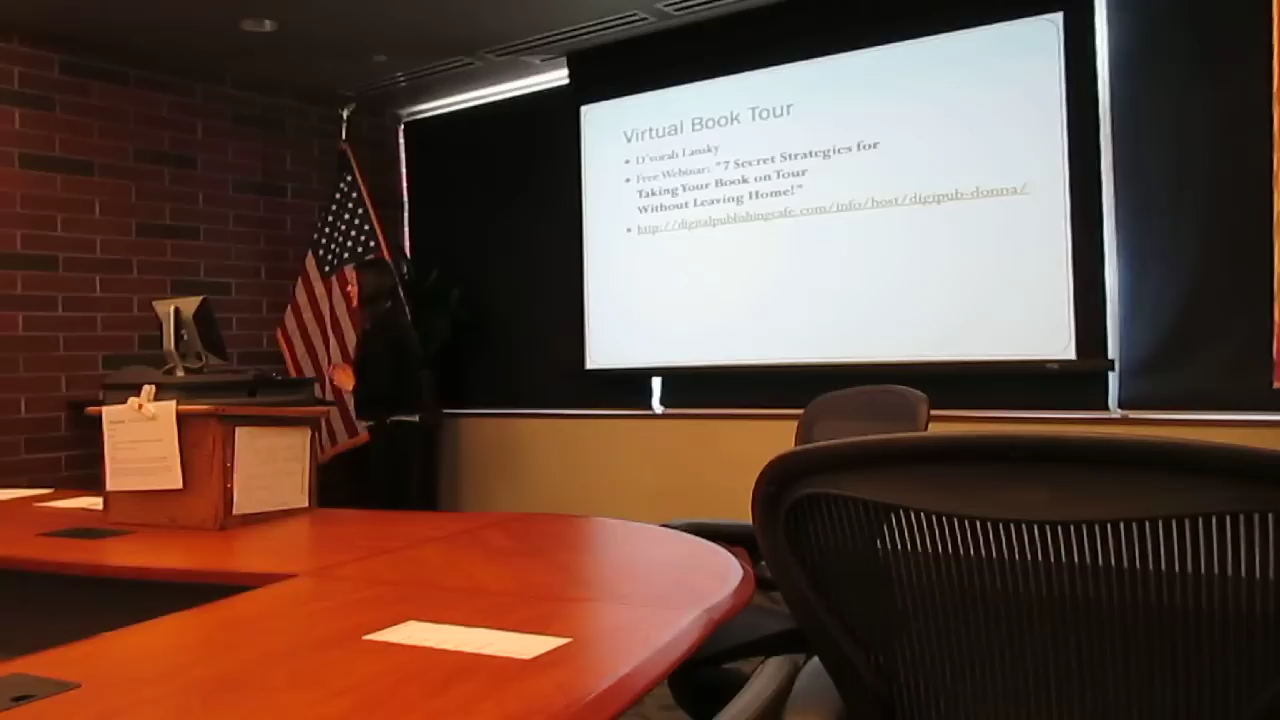 Virtual Book Tour
• D'vorah Lansky
• Free Webinar: "7 Secret Strategies for
Taking Your Book on Tour
Without Leaving Home!"
• http://digitalpublishingcafe.com/info/host/digipub-donna/